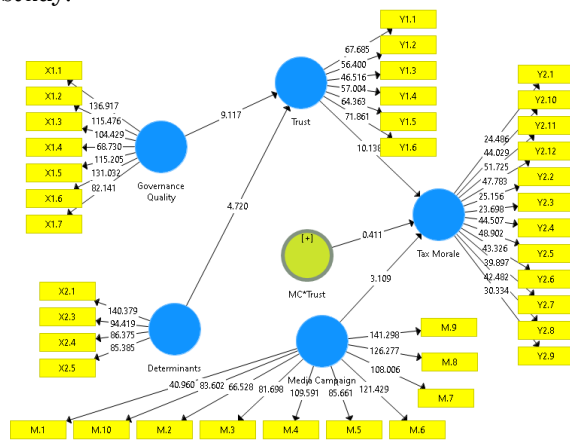 Y1.1
Y1.2
Y1.3
Y1.4
Y1.5
Y1.6
67.685
56.400
46.516
57.004
64.363
71.861
Trust
X1.1
X1.2
X1.3
X1.4
X1.5
X1.6
X1.7
136.917
115.476
104.429
68.730
115.205
131.032
82.141
Governance
Quality
9.117
4.720
10.138
Y2.1
Y2.10
Y2.11
Y2.12
Y2.2
Y2.3
Y2.4
Y2.5
Y2.6
Y2.7
Y2.8
Y2.9
24.486
44.029
51.725
47.783
25.156
23.698
44.507
48.902
43.326
39.897
42.482
30.334
Tax Morale
[+]
MC*Trust
0.411
3.109
X2.1
X2.3
X2.4
X2.5
140.379
94.419
86.375
85.385
Determinants
Media Campaign
141.298
126.277
108.006
M.9
M.8
M.7
40.960
83.602
66.528
81.698
109.591
85.661
121.429
M.1
M.10
M.2
M.3
M.4
M.5
M.6